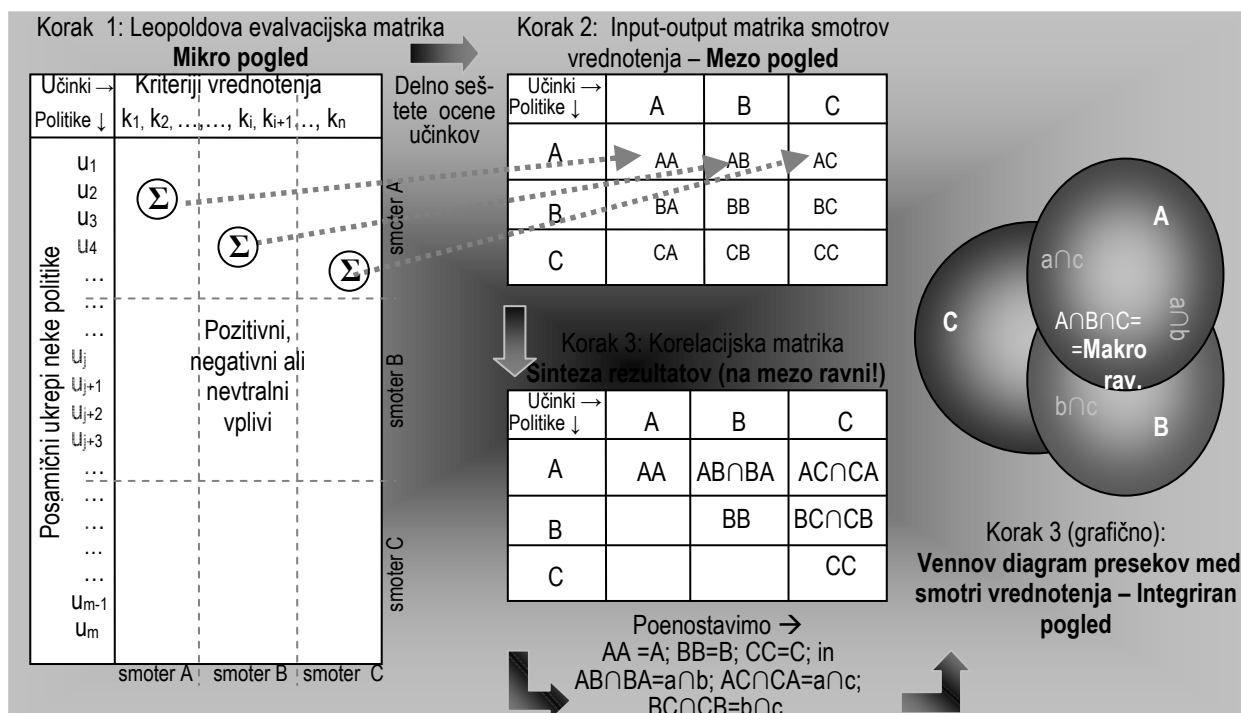 Korak 1: Leopoldova evalvacijska matrika
Mikro pogled
Učinki →
Politike ↓
Kriteriji vrednotenja
k1, k2, …,…, ki, ki+1,.., kn
Posamični ukrepi neke politike
u1
u2
u3
u4
…
…
…
uj
uj+1
uj+2
uj+3
…
…
…
…
…
um-1
um
Σ
Σ
Σ
Pozitivni,
negativni ali
nevtralni
vplivi
smoter A
smoter B
smoter C
smoter A
smoter B
smoter C
Delno seš-
tete ocene
učinkov
Korak 2: Input-output matrika smotrov
vrednotenja – Mezo pogled
Učinki →
Politike ↓
A B C
A AA AB AC
B BA BB BC
C CA CB CC
Korak 3: Korelacijska matrika
Sinteza rezultatov (na mezo ravni!)
Učinki →
Politike ↓
A B C
A AA AB∩BA AC∩CA
B BB BC∩CB
C CC
Poenostavimo →
AA =A; BB=B; CC=C; in
AB∩BA=a∩b; AC∩CA=a∩c;
BC∩CB=b∩c
A
a∩c
a∩b
C
A∩B∩C=
=Makro
rav.
b∩c
B
Korak 3 (grafično):
Vennov diagram presekov med
smotri vrednotenja – Integriran
pogled